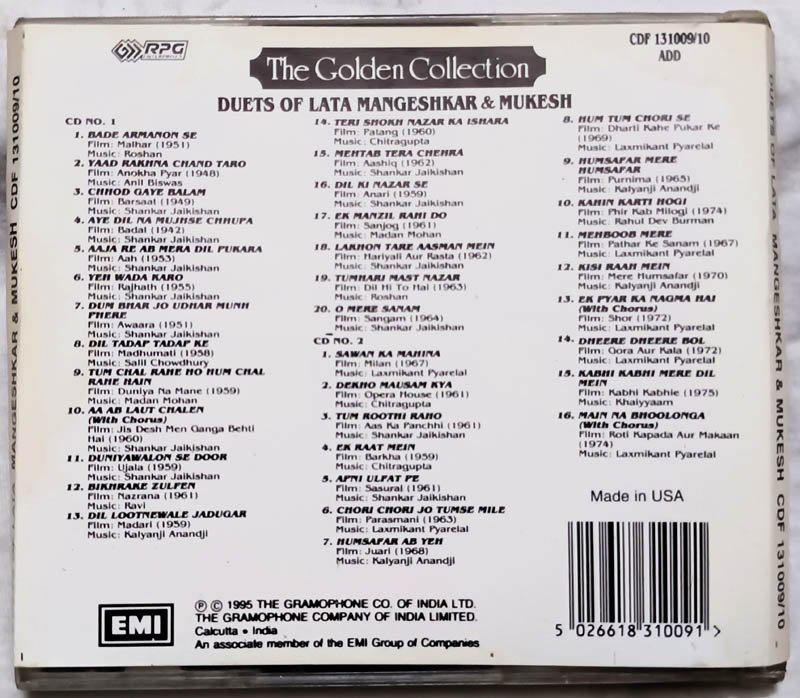 RPG
ENTERPRISES
CDF 131009/10
ADD
The Golden Collection
DUETS OF LATA MANGESHKAR & MUKESH
CD NO. 1
1. BADE ARMANON SE
Film: Malhar (1951)
Music: Roshan
2. YAAD RAKHNA CHAND TARO
Film: Anokha Pyar (1948)
Music: Anil Biswas
3. CHHOD GAYE BALAM
Film: Barsaat (1949)
Music: Shankar Jaikishan
4. AYE DIL NA MUJHSE CHHUPA
Film: Badal (1942)
Music: Shankar Jaikishan
5. AAJA RE AB MERA DIL PUKARA
Film: Aah (1953)
Music: Shankar Jaikishan
6. YEH WADA KARO
Film: Rajhath (1955)
Music: Shankar Jaikishan
7. DUM BHAR JO UDHAR MUNH
PHERE
Film: Awaara (1951)
Music: Shankar Jaikishan
8. DIL TADAP TADAP KE
Film: Madhumati (1958)
Music: Salil Chowdhury
9. TUM CHAL RAHE HO HUM CHAL
RAHE HAIN
Film: Duniya Na Mane (1959)
Music: Madan Mohan
10. AA AB LAUT CHALEN
(With Chorus)
Film: Jis Desh Men Ganga Behti
Hai (1960)
Music: Shankar Jaikishan
11. DUNIYAWALON SE DOOR
Film: Ujala (1959)
Music: Shankar Jaikishan
12. BIKHRAKE ZULFEN
Film: Nazrana (1961)
Music: Ravi
13. DIL LOOTNEWALE JADUGAR
Film: Madari (1959)
Music: Kalyanji Anandji
14. TERI SHOKH NAZAR KA ISHARA
Film: Patang (1960)
Music: Chitragupta
15. MEHTAB TERA CHEHRA
Film: Aashiq (1962)
Music: Shankar Jaikishan
16. DIL KI NAZAR SE
Film: Anari (1959)
Music: Shankar Jaikishan
17. EK MANZIL RAHI DO
Film: Sanjog (1961)
Music: Madan Mohan
18. LAKHON TARE AASMAN MEIN
Film: Hariyali Aur Rasta (1962)
Music: Shankar Jaikishan
19. TUMHARI MAST NAZAR
Film: Dil Hi To Hai (1963)
Music: Roshan
20. O MERE SANAM
Film: Sangam (1964)
Music: Shankar Jaikishan
CD NO. 2
1. SAWAN KA MAHINA
Film: Milan (1967)
Music: Laxmikant Pyarelal
2. DEKHO MAUSAM KYA
Film: Opera House (1961)
Music: Chitragupta
3. TUM ROOTHI RAHO
Film: Aas Ka Panchhi (1961)
Music: Shankar Jaikishan
4. EK RAAT MEIN
Film: Barkha (1959)
Music: Chitragupta
5. APNI ULFAT PE
Film: Sasural (1961)
Music: Shankar Jaikishan
6. CHORI CHORI JO TUMSE MILE
Film: Parasmani (1963)
Music: Laxmikant Pyarelal
7. HUMSAFAR AB YEH
Film: Juari (1968)
Music: Kalyanji Anandji
8. HUM TUM CHORI SE
Film: Dharti Kahe Pukar Ke
(1969)
Music: Laxmikant Pyarelal
9. HUMSAFAR MERE
HUMSAFAR
Film: Purnima (1965)
Music: Kalyanji Anandji
10. KAHIN KARTI HOGI
Film: Phir Kab Milogi (1974)
Music: Rahul Dev Burman
11. MEHBOOB MERE
Film: Pathar Ke Sanam (1967)
Music: Laxmikant Pyarelal
12. KISI RAAH MEIN
Film: Mere Humsafar (1970)
Music: Kalyanji Anandji
13. EK PYAR KA NAGMA HAI
(With Chorus)
Film: Shor (1972)
Music: Laxmikant Pyarelal
14. DHEERE DHEERE BOL
Film: Gora Aur Kala (1972)
Music: Laxmikant Pyarelal
15. KABHI KABHI MERE DIL
MEIN
Film: Kabhi Kabhie (1975)
Music: Khaiyyaam
16. MAIN NA BHOOLONGA
(With Chorus)
Film: Roti Kapada Aur Makaan
(1974)
Music: Laxmikant Pyarelal
Made in USA
5 026618 310091 >
EMI
Ⓟ © 1995 THE GRAMOPHONE CO. OF INDIA LTD.
THE GRAMOPHONE COMPANY OF INDIA LIMITED.
Calcutta • India
An associate member of the EMI Group of Companies
MANGESHKAR & MUKESH CDF 131009/10
DUETS OF LATA MANGESHKAR & MUKESH CDF 131009/10